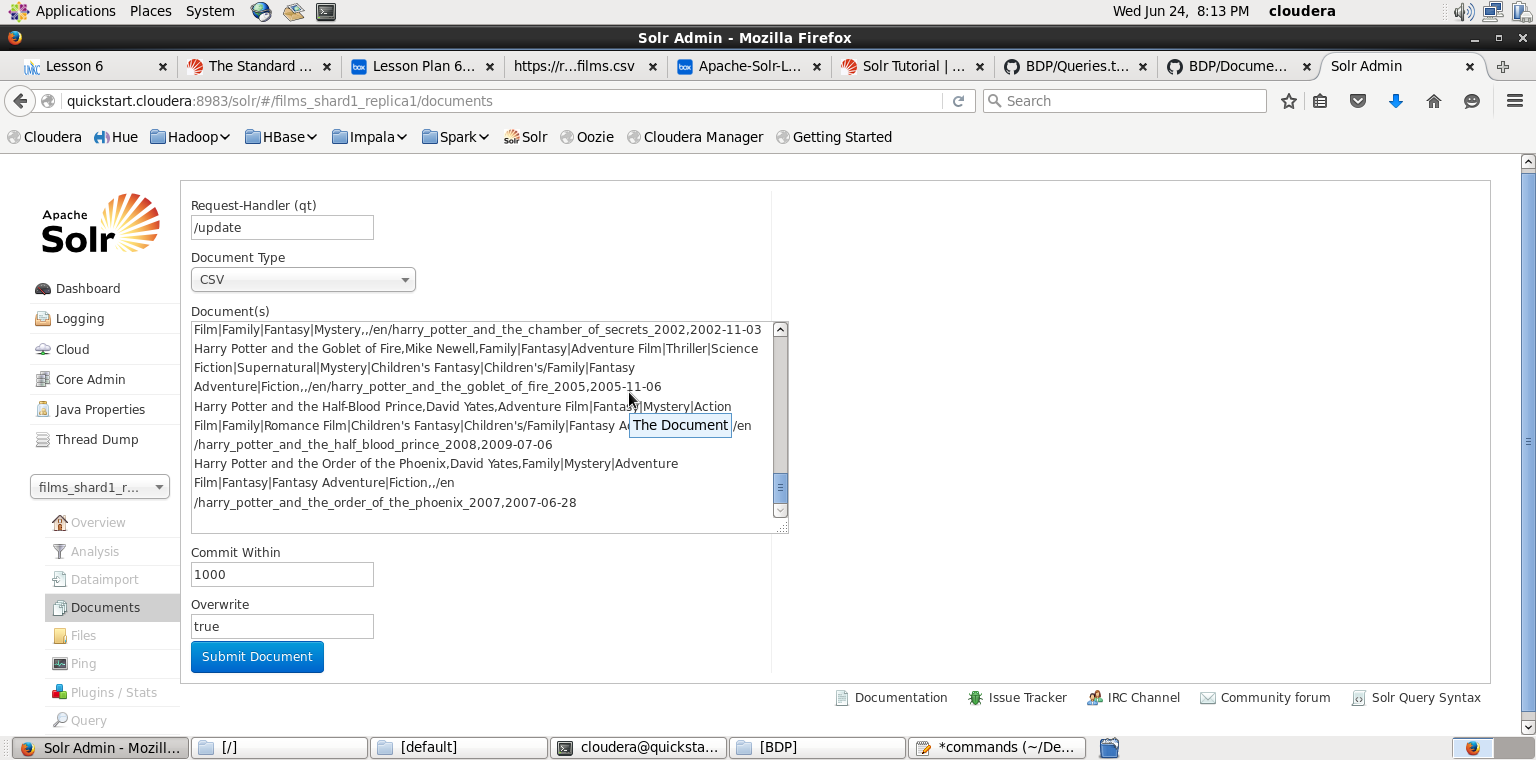 Applications Places System Wed Jun 24, 8:13 PM cloudera
Solr Admin - Mozilla Firefox
Lesson 6 The Standard ... Lesson Plan 6... https://r...films.csv Apache-Solr-L... Solr Tutorial | ... BDP/Queries.t... BDP/Docume... Solr Admin
quickstart.cloudera:8983/solr/#/films_shard1_replica1/documents Search
Cloudera Hue Hadoop HBase Impala Spark Solr Oozie Cloudera Manager Getting Started
Apache
Solr
Dashboard
Logging
Cloud
Core Admin
Java Properties
Thread Dump
films_shard1_r...
Overview
Analysis
Dataimport
Documents
Files
Ping
Plugins / Stats
Query
Request-Handler (qt)
/update
Document Type
CSV
Document(s)
Film|Family|Fantasy|Mystery,,/en/harry_potter_and_the_chamber_of_secrets_2002,2002-11-03
Harry Potter and the Goblet of Fire,Mike Newell,Family|Fantasy|Adventure Film|Thriller|Science
Fiction|Supernatural|Mystery|Children's Fantasy|Children's/Family|Fantasy
Adventure|Fiction,,/en/harry_potter_and_the_goblet_of_fire_2005,2005-11-06
Harry Potter and the Half-Blood Prince,David Yates,Adventure Film|Fantasy|Mystery|Action
Film|Family|Romance Film|Children's Fantasy|Children's/Family|Fantasy /en
The Document
/harry_potter_and_the_half_blood_prince_2008,2009-07-06
Harry Potter and the Order of the Phoenix,David Yates,Family|Mystery|Adventure
Film|Fantasy|Fantasy Adventure|Fiction,,/en
/harry_potter_and_the_order_of_the_phoenix_2007,2007-06-28
Commit Within
1000
Overwrite
true
Submit Document
Documentation Issue Tracker IRC Channel Community forum Solr Query Syntax
Solr Admin - Mozill... [/] [default] cloudera@quicksta... [BDP] *commands (~/De...